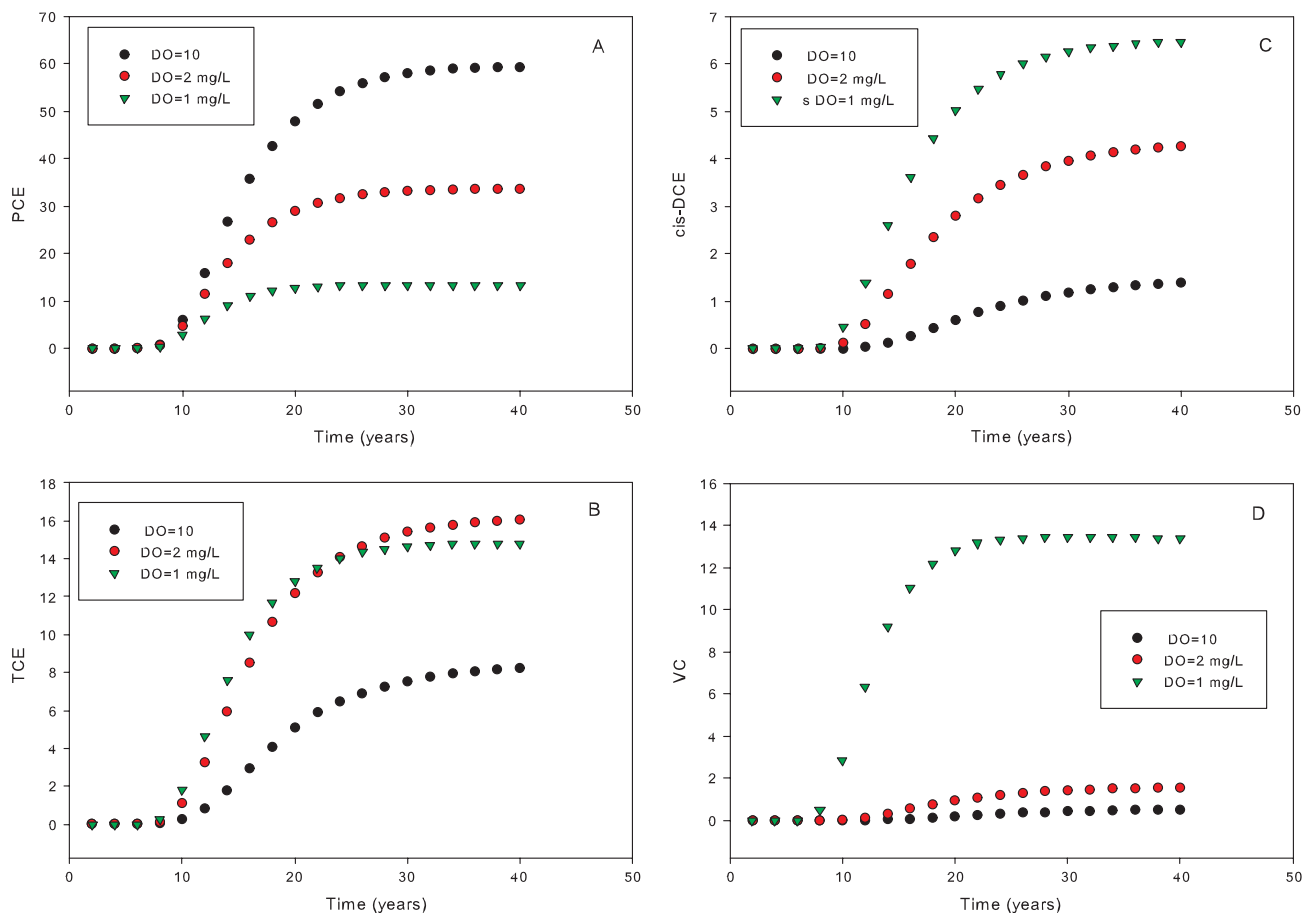 70
60
50
40
30
20
10
0
PCE
DO=10
DO=2 mg/L
DO=1 mg/L
A
0 10 20 30 40 50
Time (years)
7
6
5
4
3
2
1
0
cis-DCE
DO=10
DO=2 mg/L
s DO=1 mg/L
C
0 10 20 30 40 50
Time (years)
18
16
14
12
10
8
6
4
2
0
TCE
DO=10
DO=2 mg/L
DO=1 mg/L
B
0 10 20 30 40 50
Time (years)
16
14
12
10
8
6
4
2
0
VC
D
DO=10
DO=2 mg/L
DO=1 mg/L
0 10 20 30 40 50
Time (years)